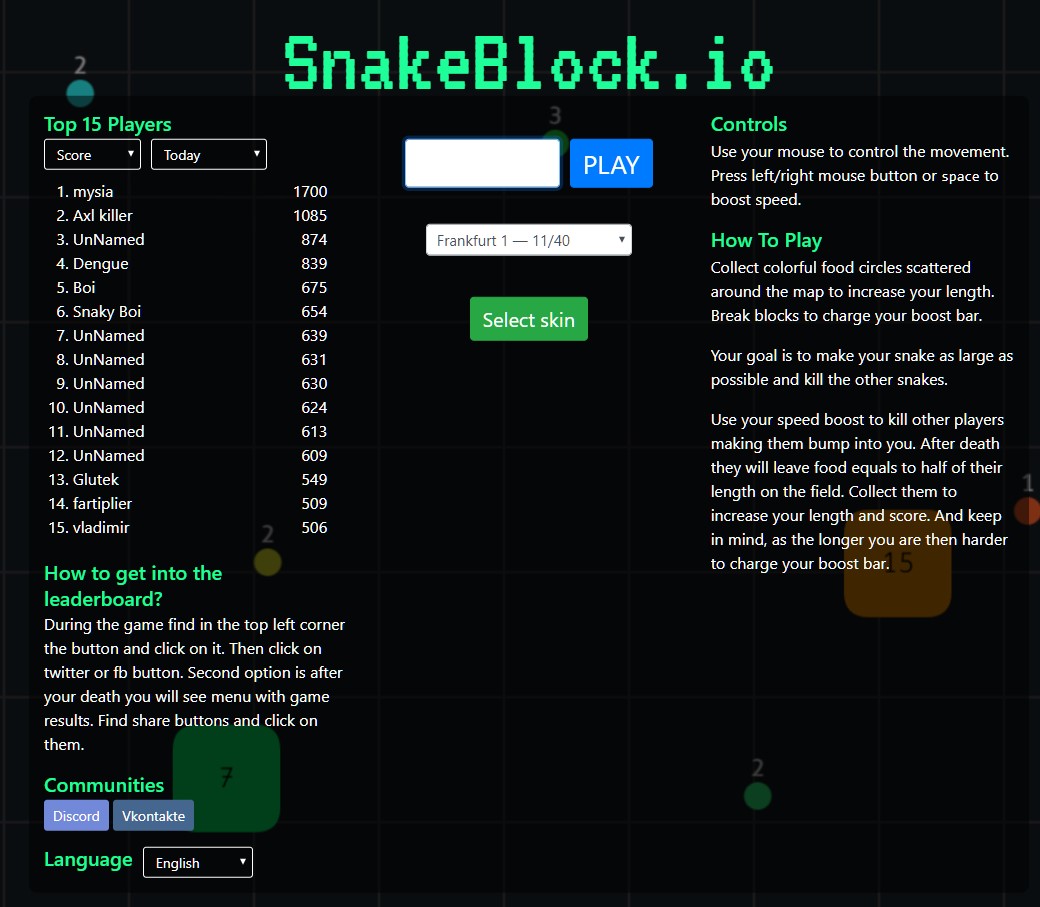 SnakeBlock.io
2
Top 15 Players
Score
Today
1. mysia 1700
2. Axl killer 1085
3. UnNamed 874
4. Dengue 839
5. Boi 675
6. Snaky Boi 654
7. UnNamed 639
8. UnNamed 631
9. UnNamed 630
10. UnNamed 624
11. UnNamed 613
12. UnNamed 609
13. Glutek 549
14. fartiplier 509
15. vladimir 506
2
How to get into the
leaderboard?
During the game find in the top left corner
the button and click on it. Then click on
twitter or fb button. Second option is after
your death you will see menu with game
results. Find share buttons and click on
them.
7
Communities
Discord
Vkontakte
Language
English
3
PLAY
Frankfurt 1 — 11/40
Select skin
Controls
Use your mouse to control the movement.
Press left/right mouse button or space to
boost speed.
How To Play
Collect colorful food circles scattered
around the map to increase your length.
Break blocks to charge your boost bar.
Your goal is to make your snake as large as
possible and kill the other snakes.
Use your speed boost to kill other players
making them bump into you. After death
they will leave food equals to half of their
length on the field. Collect them to
increase your length and score. And keep
in mind, as the longer you are then harder
to charge your boost bar.
1
15
2